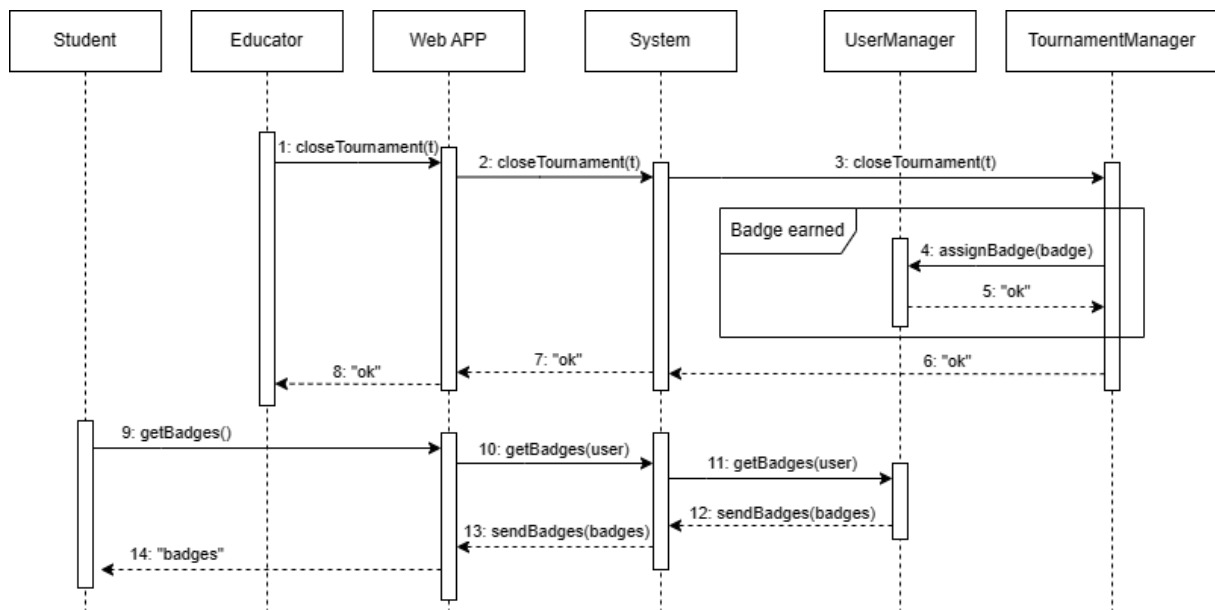 Student
Educator
Web APP
System
UserManager
TournamentManager
1: closeTournament(t)
2: closeTournament(t)
3: closeTournament(t)
Badge earned
4: assignBadge(badge)
5: "ok"
6: "ok"
7: "ok"
8: "ok"
9: getBadges()
10: getBadges(user)
11: getBadges(user)
12: sendBadges(badges)
13: sendBadges(badges)
14: "badges"